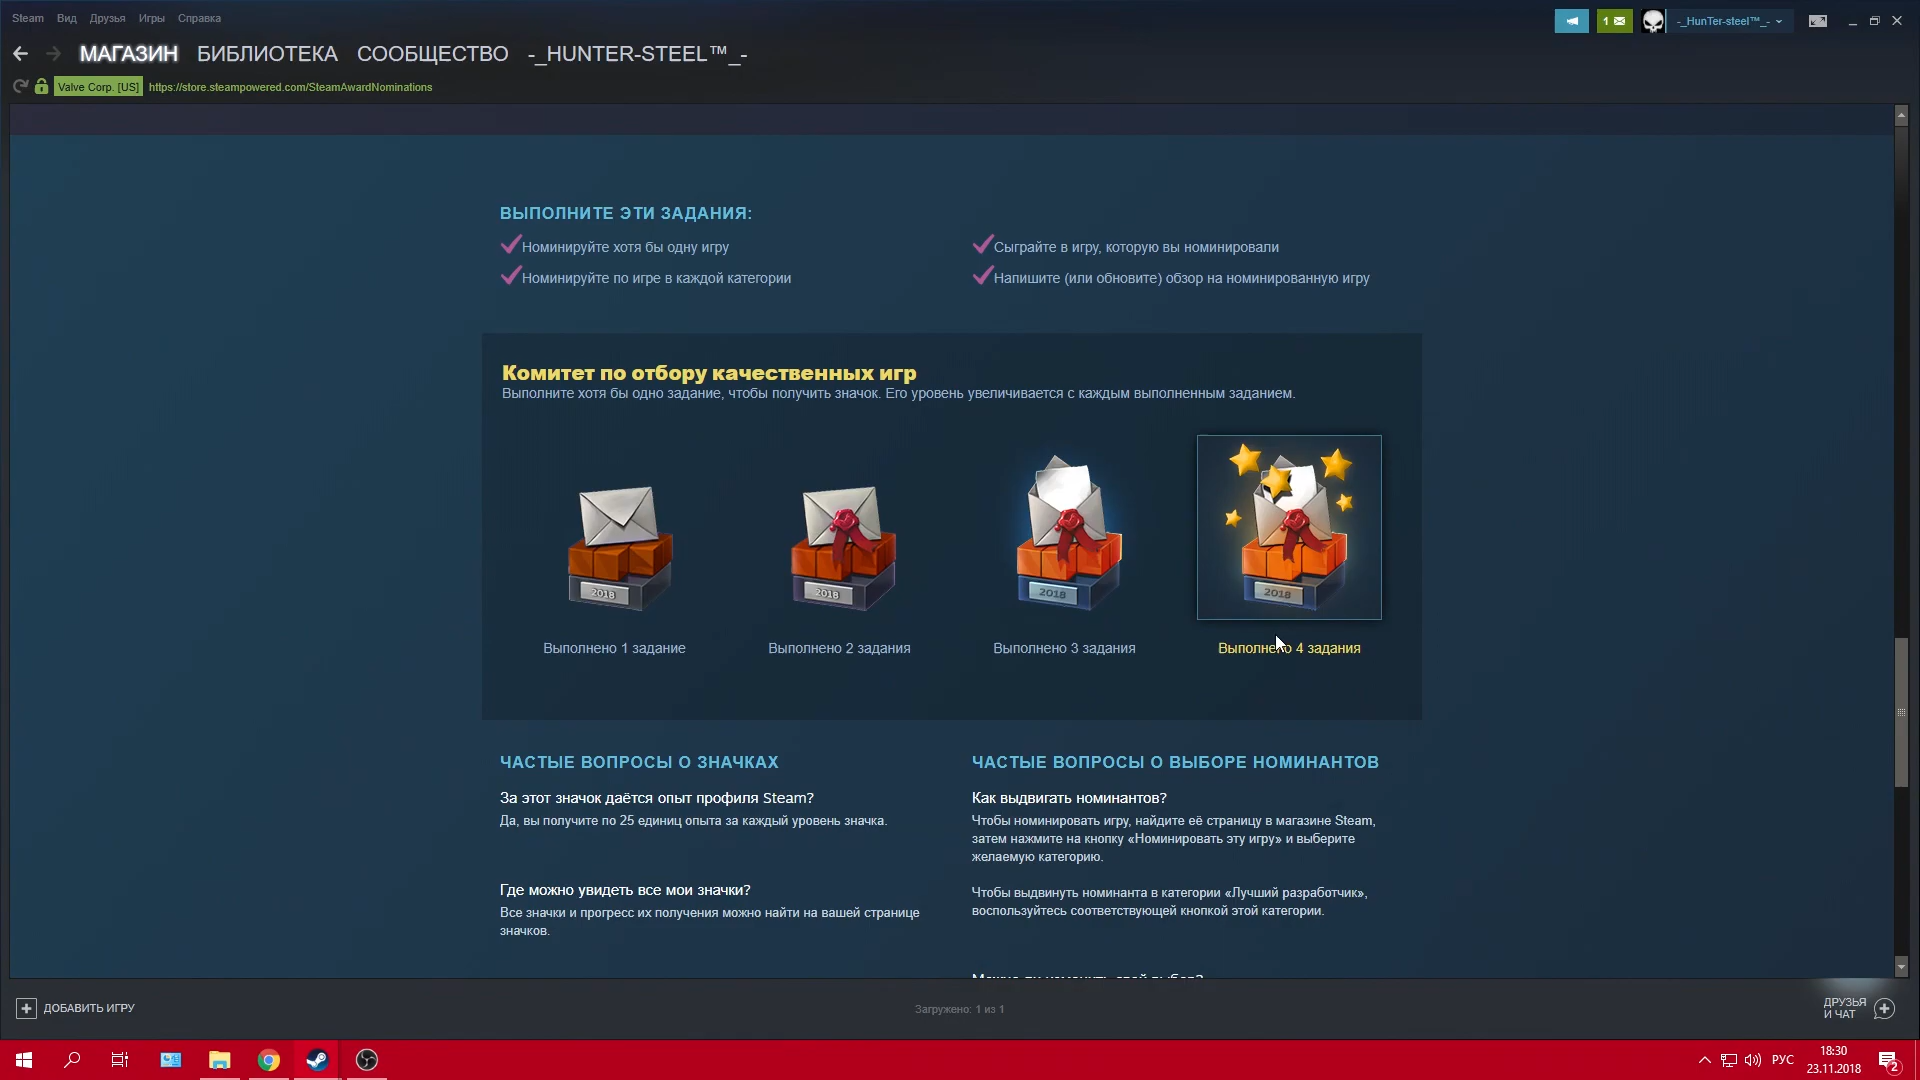 Steam Вид Друзья Игры Справка
1
-_HunTer-steel™_-
МАГАЗИН БИБЛИОТЕКА СООБЩЕСТВО -_HUNTER-STEEL™_-
Valve Corp. [US] https://store.steampowered.com/SteamAwardNominations
ВЫПОЛНИТЕ ЭТИ ЗАДАНИЯ:
Номинируйте хотя бы одну игру
Сыграйте в игру, которую вы номинировали
Номинируйте по игре в каждой категории
Напишите (или обновите) обзор на номинированную игру
Комитет по отбору качественных игр
Выполните хотя бы одно задание, чтобы получить значок. Его уровень увеличивается с каждым выполненным заданием.
2018 2018 2018 2018
Выполнено 1 задание
Выполнено 2 задания
Выполнено 3 задания
Выполнено 4 задания
ЧАСТЫЕ ВОПРОСЫ О ЗНАЧКАХ
За этот значок даётся опыт профиля Steam?
Да, вы получите по 25 единиц опыта за каждый уровень значка.
Где можно увидеть все мои значки?
Все значки и прогресс их получения можно найти на вашей странице
значков.
ЧАСТЫЕ ВОПРОСЫ О ВЫБОРЕ НОМИНАНТОВ
Как выдвигать номинантов?
Чтобы номинировать игру, найдите её страницу в магазине Steam,
затем нажмите на кнопку «Номинировать эту игру» и выберите
желаемую категорию.
Чтобы выдвинуть номинанта в категории «Лучший разработчик»,
воспользуйтесь соответствующей кнопкой этой категории.
ДОБАВИТЬ ИГРУ
Загружено: 1 из 1
ДРУЗЬЯ
И ЧАТ
РУС
18:30
23.11.2018
2